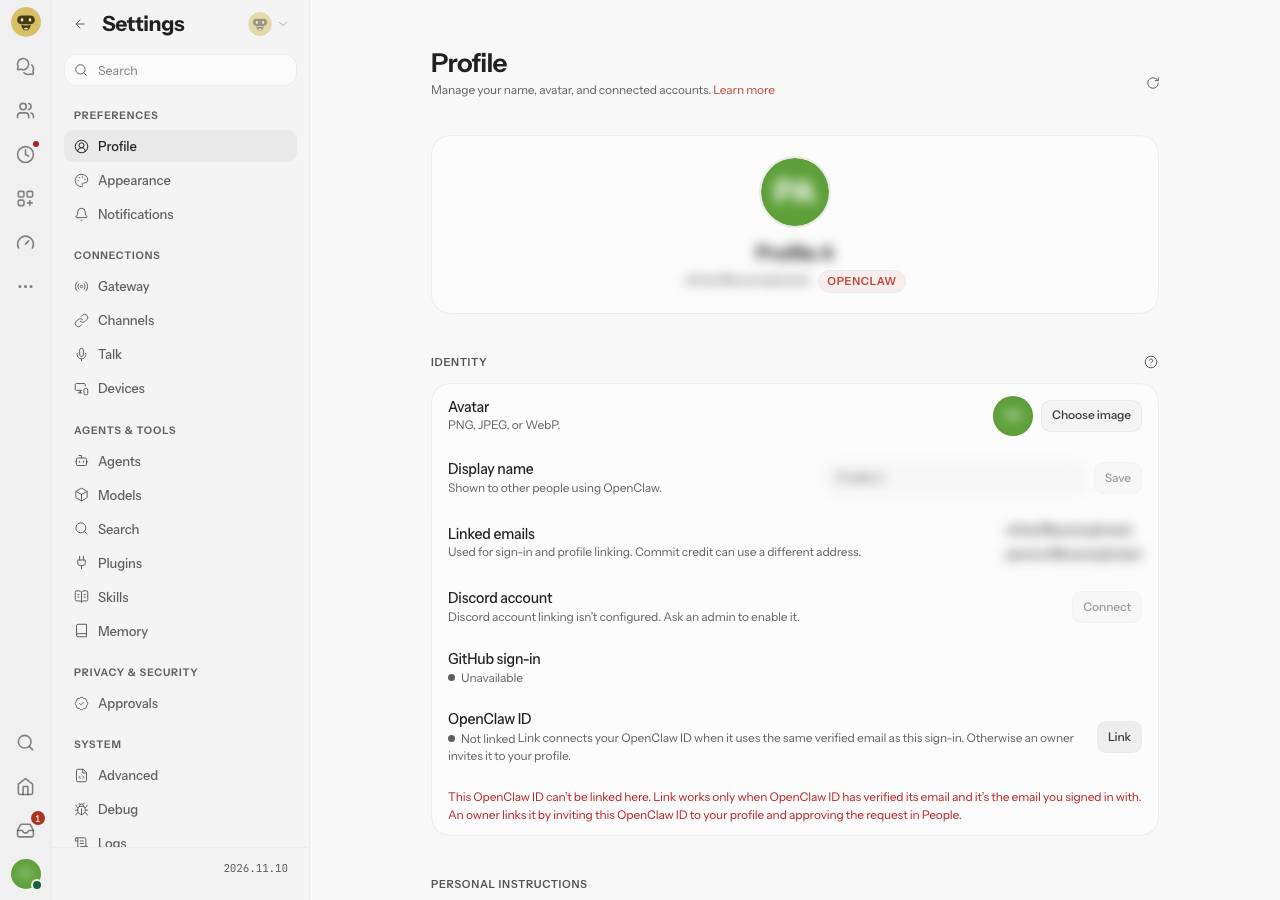 Settings
Search
PREFERENCES
Profile
Appearance
Notifications
CONNECTIONS
Gateway
Channels
Talk
Devices
AGENTS & TOOLS
Agents
Models
Search
Plugins
Skills
Memory
PRIVACY & SECURITY
Approvals
SYSTEM
Advanced
Debug
Logs
2026.11.10
1
Profile
Manage your name, avatar, and connected accounts. Learn more
OPENCLAW
IDENTITY
Avatar
PNG, JPEG, or WebP.
Choose image
Display name
Shown to other people using OpenClaw.
Save
Linked emails
Used for sign-in and profile linking. Commit credit can use a different address.
Discord account
Discord account linking isn't configured. Ask an admin to enable it.
Connect
GitHub sign-in
Unavailable
OpenClaw ID
Not linked Link connects your OpenClaw ID when it uses the same verified email as this sign-in. Otherwise an owner
invites it to your profile.
Link
This OpenClaw ID can't be linked here. Link works only when OpenClaw ID has verified its email and it's the email you signed in with.
An owner links it by inviting this OpenClaw ID to your profile and approving the request in People.
PERSONAL INSTRUCTIONS